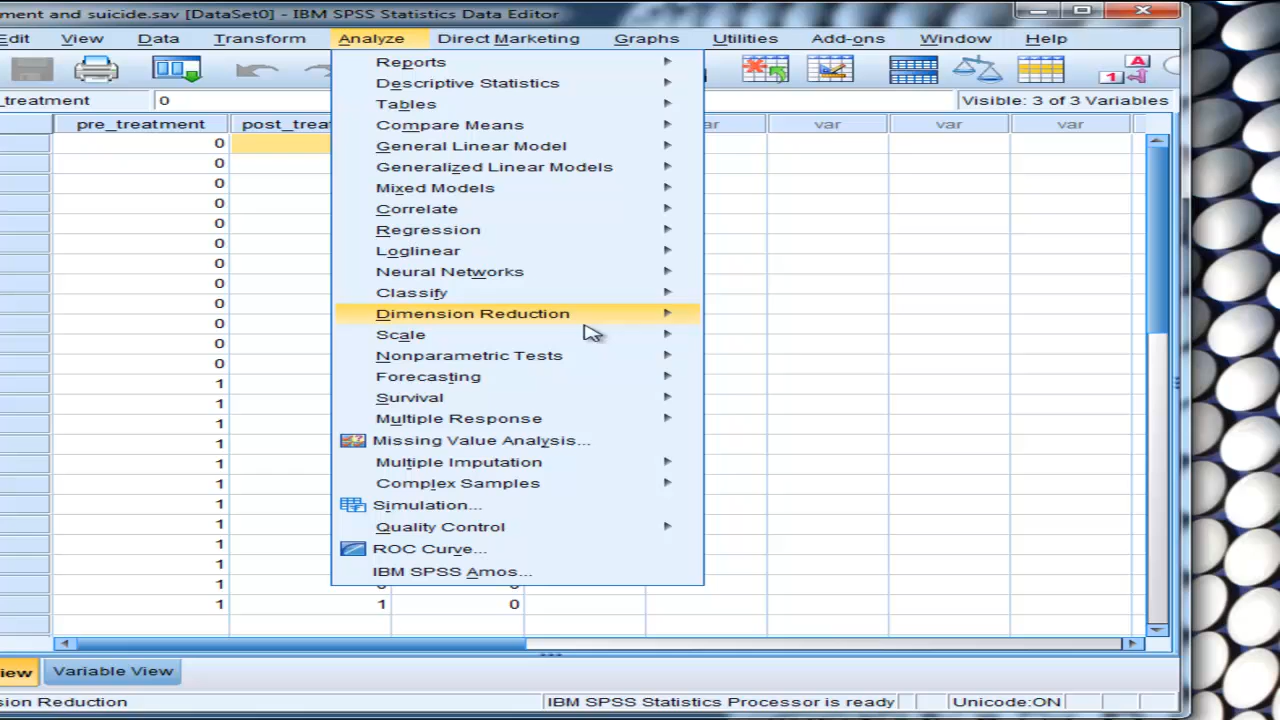 ment and suicide.sav [DataSet0] - IBM SPSS Statistics Data Editor
Edit View Data Transform Analyze Direct Marketing Graphs Utilities Add-ons Window Help
_treatment 0 Visible: 3 of 3 Variables
pre_treatment post_treat var var var var
Reports
Descriptive Statistics
Tables
Compare Means
General Linear Model
Generalized Linear Models
Mixed Models
Correlate
Regression
Loglinear
Neural Networks
Classify
Dimension Reduction
Scale
Nonparametric Tests
Forecasting
Survival
Multiple Response
Missing Value Analysis...
Multiple Imputation
Complex Samples
Simulation...
Quality Control
ROC Curve...
IBM SPSS Amos...
0
0
0
0
0
0
0
0
0
0
0
0
1
1
1
1
1
1
1
1
1
1
1
1 1 0
iew Variable View
sion Reduction IBM SPSS Statistics Processor is ready Unicode:ON